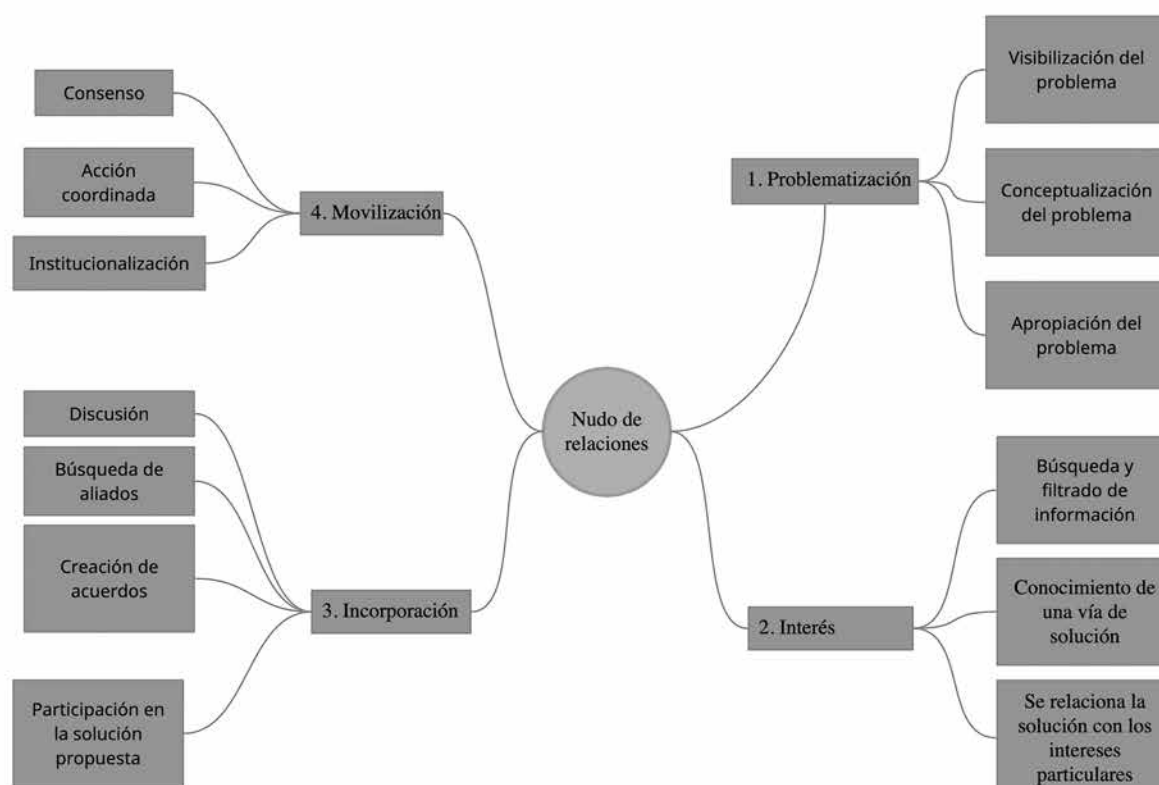 Nudo de
relaciones
1. Problematización
Visibilización del
problema
Conceptualización
del problema
Apropiación del
problema
2. Interés
Búsqueda y
filtrado de
información
Conocimiento de
una vía de
solución
Se relaciona la
solución con los
intereses
particulares
3. Incorporación
Discusión
Búsqueda de
aliados
Creación de
acuerdos
Participación en
la solución
propuesta
4. Movilización
Consenso
Acción
coordinada
Institucionalización